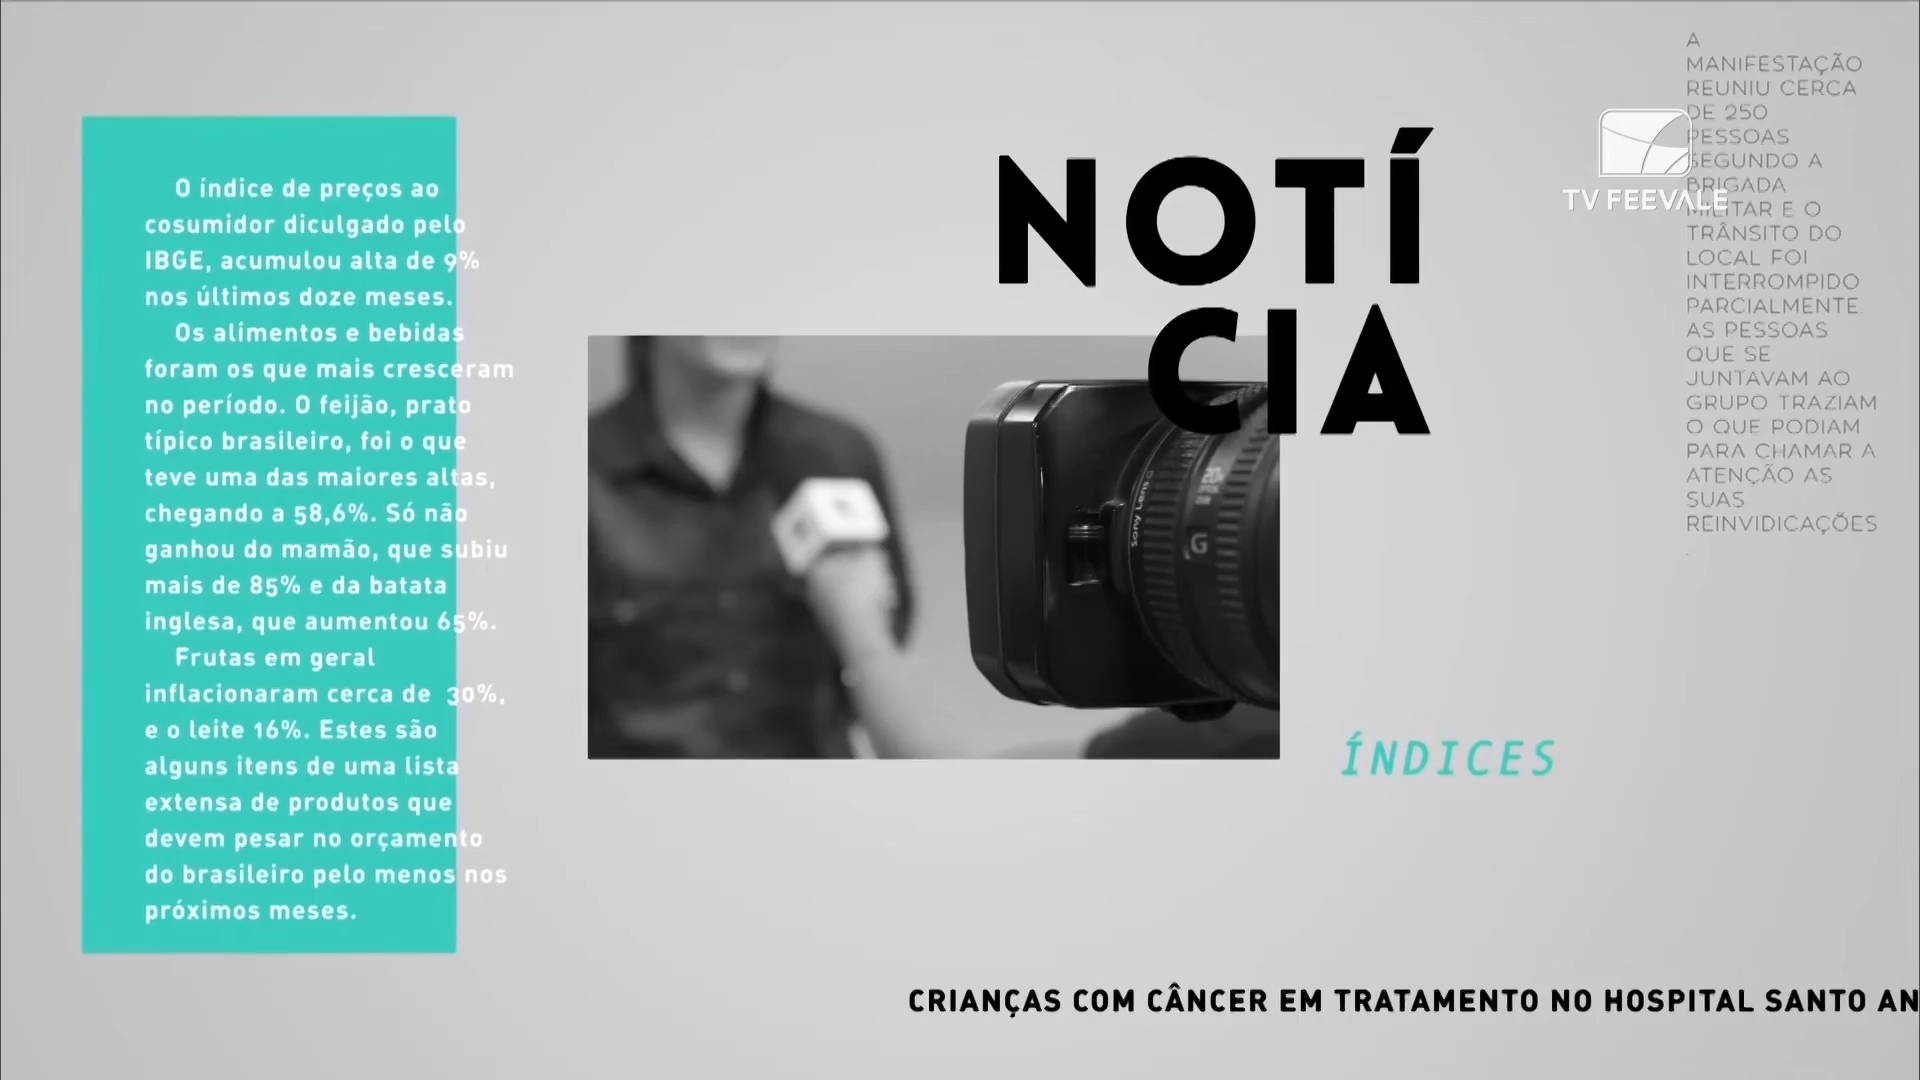 O índice de preços ao
cosumidor diculgado pelo
IBGE, acumulou alta de 9%
nos últimos doze meses.
Os alimentos e bebidas
foram os que mais cresceram
no período. O feijão, prato
típico brasileiro, foi o que
teve uma das maiores altas,
chegando a 58,6%. Só não
ganhou do mamão, que subiu
mais de 85% e da batata
inglesa, que aumentou 65%.
Frutas em geral
inflacionaram cerca de 30%,
e o leite 16%. Estes são
alguns itens de uma lista
extensa de produtos que
devem pesar no orçamento
do brasileiro pelo menos nos
próximos meses.
NOTÍ
CIA
Sony Lens G
G
ÍNDICES
A
MANIFESTAÇÃO
REUNIU CERCA
DE 250
PESSOAS
SEGUNDO A
BRIGADA
MILITAR E O
TRÂNSITO DO
LOCAL FOI
INTERROMPIDO
PARCIALMENTE.
AS PESSOAS
QUE SE
JUNTAVAM AO
GRUPO TRAZIAM
O QUE PODIAM
PARA CHAMAR A
ATENÇÃO AS
SUAS
REINVIDICAÇÕES
.
TV FEEVALE
CRIANÇAS COM CÂNCER EM TRATAMENTO NO HOSPITAL SANTO AN